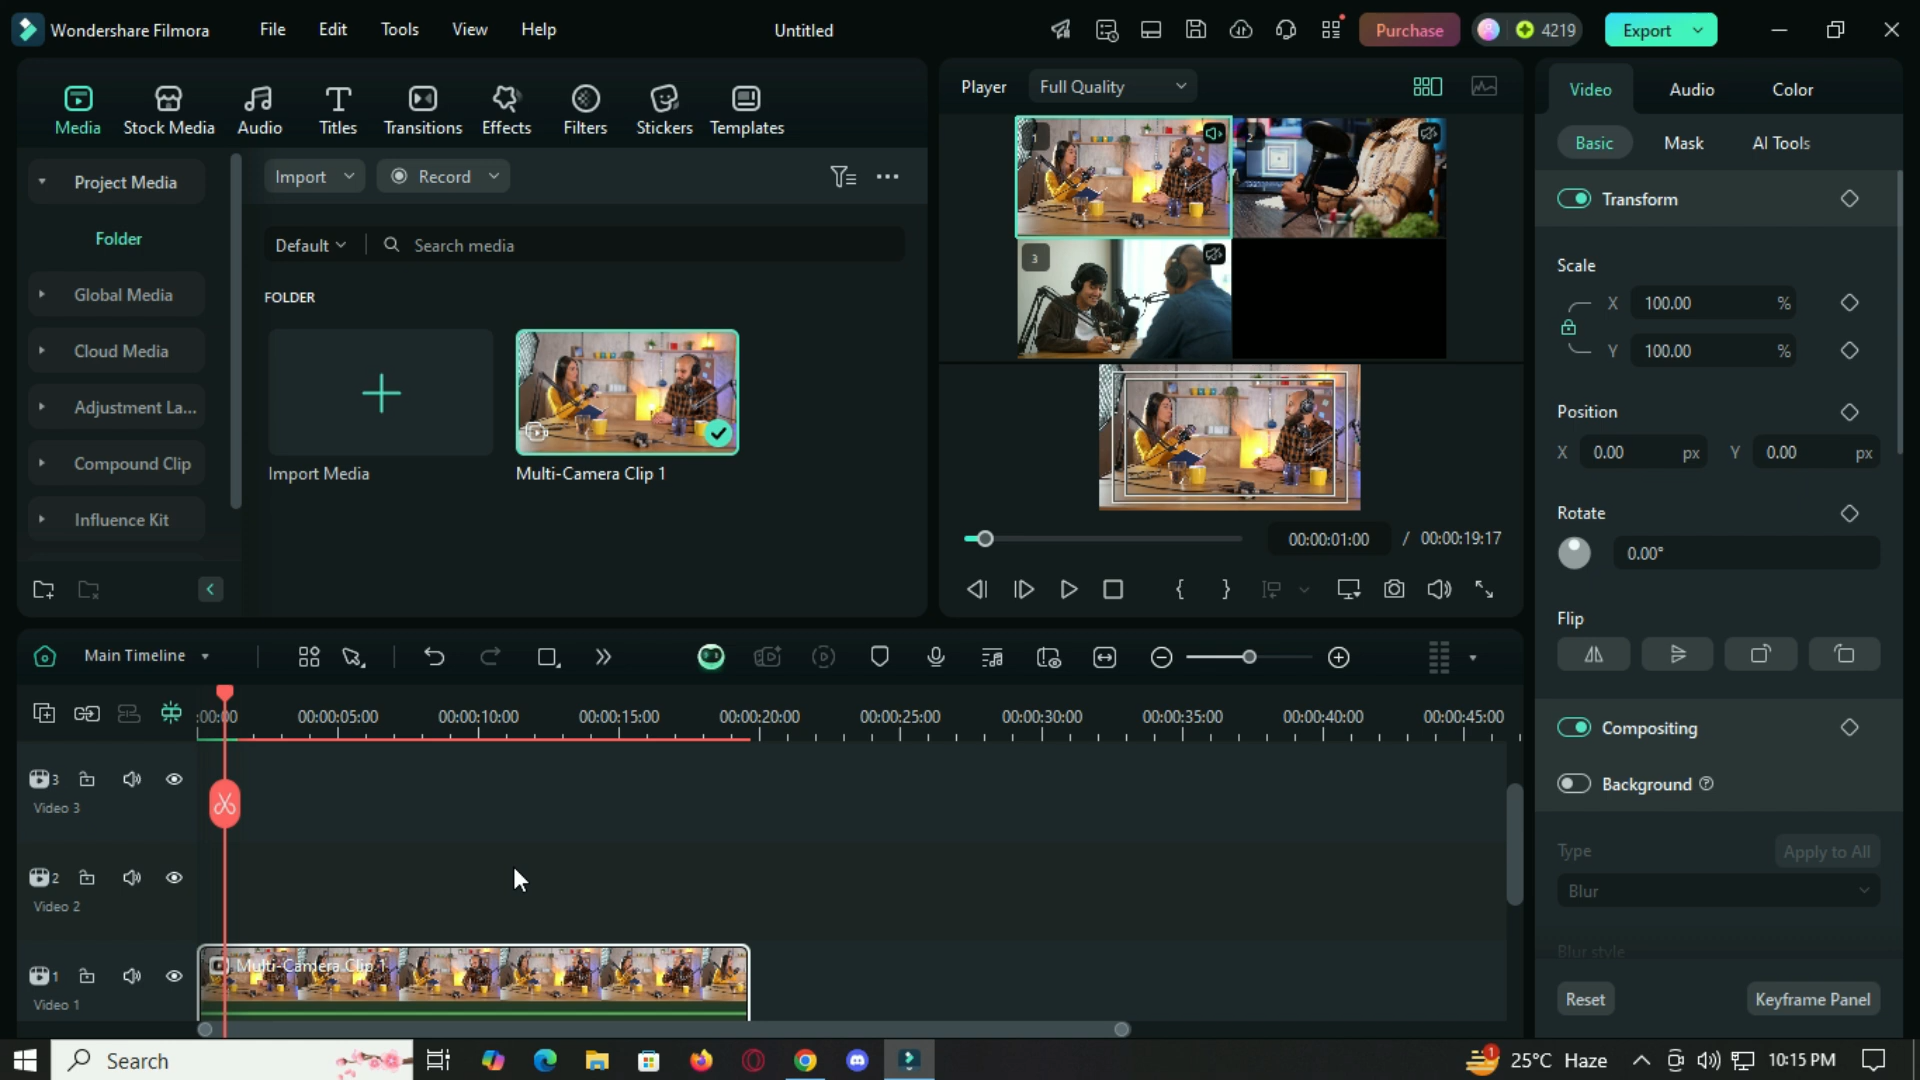 Wondershare Filmora File Edit Tools View Help Untitled Purchase 4219 Export
Media Stock Media Audio Titles Transitions Effects Filters Stickers Templates
Project Media
Folder
Global Media
Cloud Media
Adjustment La...
Compound Clip
Influence Kit
Import Record
Default Search media
FOLDER
Import Media Multi-Camera Clip 1
Player Full Quality
1 2
3
00:00:01:00 / 00:00:19:17
Video Audio Color
Basic Mask AI Tools
Transform
Scale
X 100.00 %
Y 100.00 %
Position
X 0.00 px Y 0.00 px
Rotate
0.00°
Flip
Compositing
Background
Type Apply to All
Blur
Blur style
Reset Keyframe Panel
Main Timeline
:00:00 00:00:05:00 00:00:10:00 00:00:15:00 00:00:20:00 00:00:25:00 00:00:30:00 00:00:35:00 00:00:40:00 00:00:45:00
3
Video 3
2
Video 2
1
Video 1
Multi-Camera Clip 1
Search 1 25°C Haze 10:15 PM